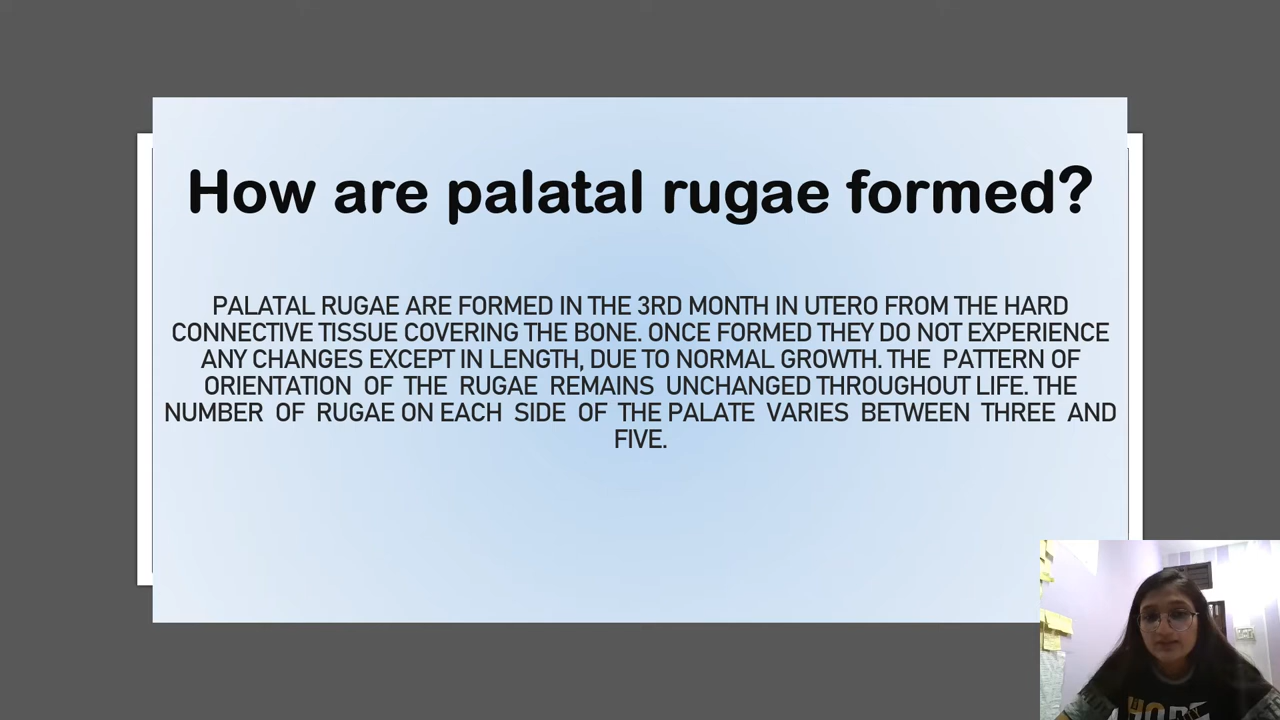 How are palatal rugae formed?
PALATAL RUGAE ARE FORMED IN THE 3RD MONTH IN UTERO FROM THE HARD
CONNECTIVE TISSUE COVERING THE BONE. ONCE FORMED THEY DO NOT EXPERIENCE
ANY CHANGES EXCEPT IN LENGTH, DUE TO NORMAL GROWTH. THE PATTERN OF
ORIENTATION OF THE RUGAE REMAINS UNCHANGED THROUGHOUT LIFE. THE
NUMBER OF RUGAE ON EACH SIDE OF THE PALATE VARIES BETWEEN THREE AND
FIVE.